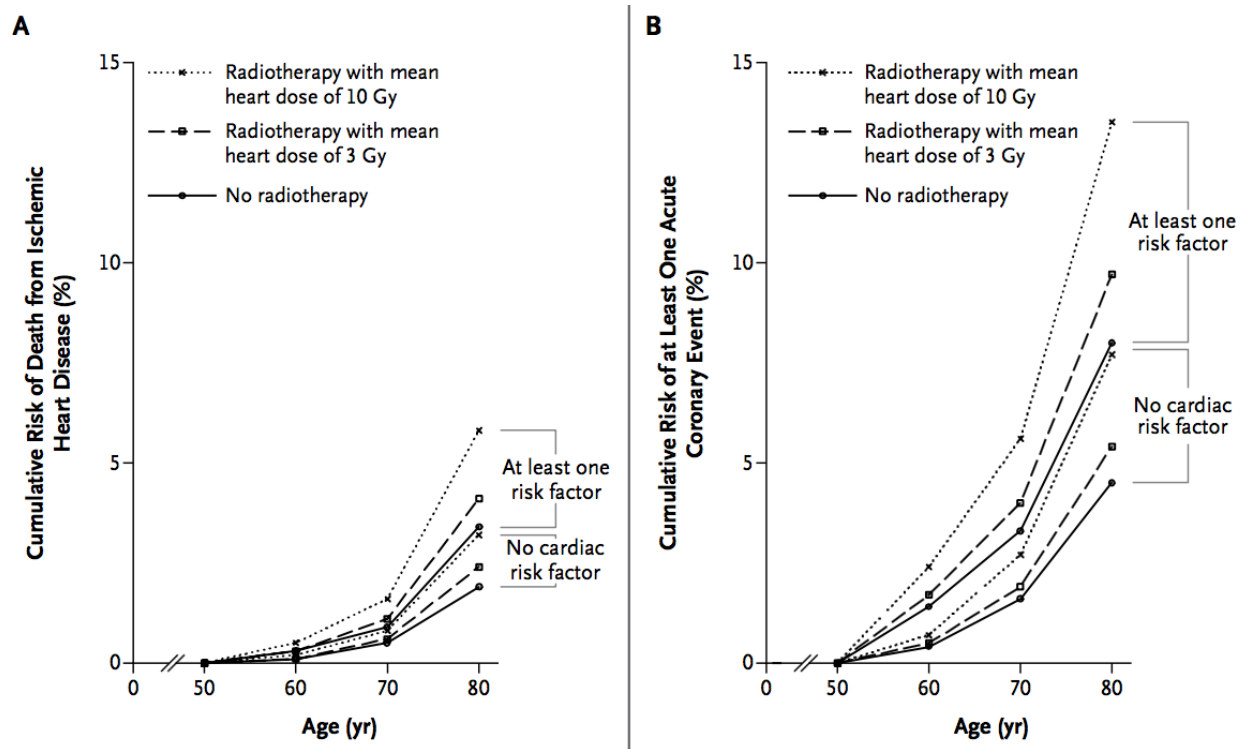 A
Cumulative Risk of Death from Ischemic
Heart Disease (%)
15
10
5
0
Radiotherapy with mean
heart dose of 10 Gy
Radiotherapy with mean
heart dose of 3 Gy
No radiotherapy
At least one
risk factor
No cardiac
risk factor
0
50
60
70
80
Age (yr)
B
Cumulative Risk of at Least One Acute
Coronary Event (%)
15
10
5
0
Radiotherapy with mean
heart dose of 10 Gy
Radiotherapy with mean
heart dose of 3 Gy
No radiotherapy
At least one
risk factor
No cardiac
risk factor
0
50
60
70
80
Age (yr)